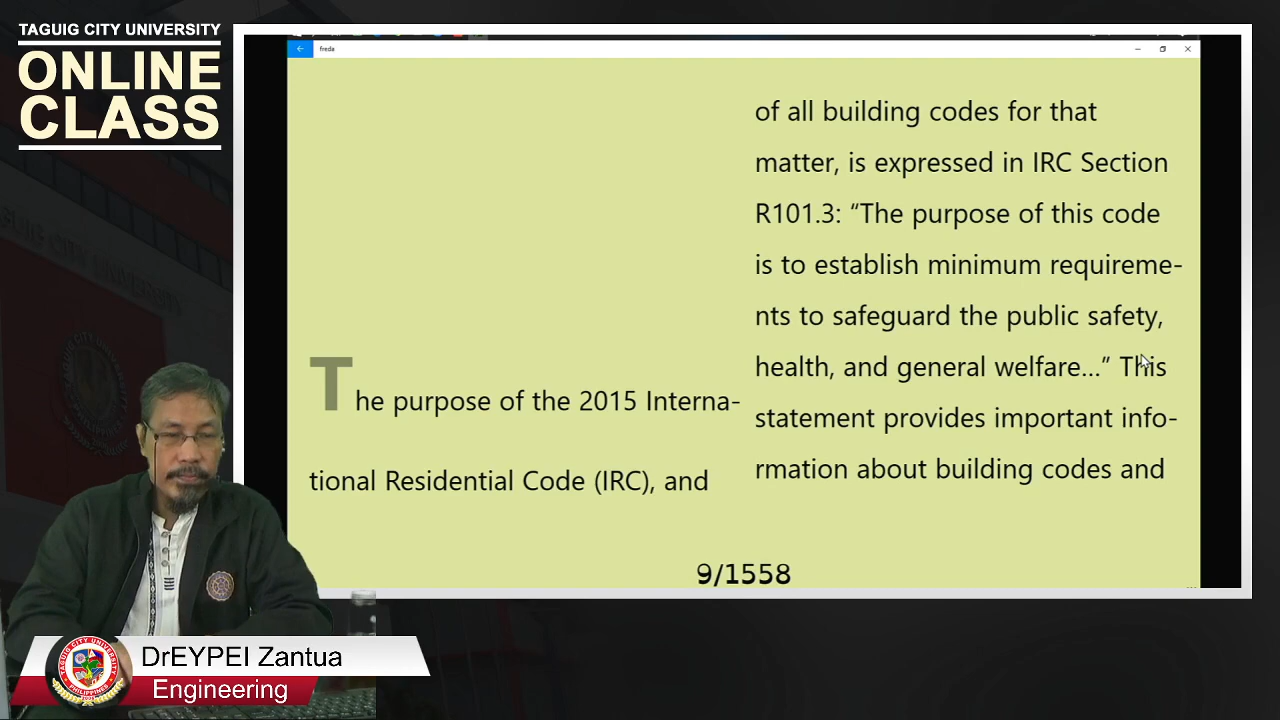 TAGUIG CITY UNIVERSITY
ONLINE
CLASS
freda
The purpose of the 2015 Interna-
tional Residential Code (IRC), and
of all building codes for that
matter, is expressed in IRC Section
R101.3: “The purpose of this code
is to establish minimum requireme-
nts to safeguard the public safety,
health, and general welfare...” This
statement provides important info-
rmation about building codes and
9/1558
DrEYPEI Zantua
Engineering